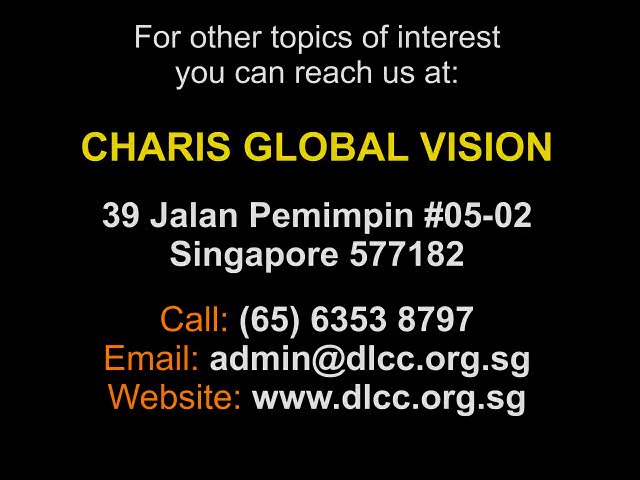 For other topics of interest
you can reach us at:
CHARIS GLOBAL VISION
39 Jalan Pemimpin #05-02
Singapore 577182
Call: (65) 6353 8797
Email: admin@dlcc.org.sg
Website: www.dlcc.org.sg